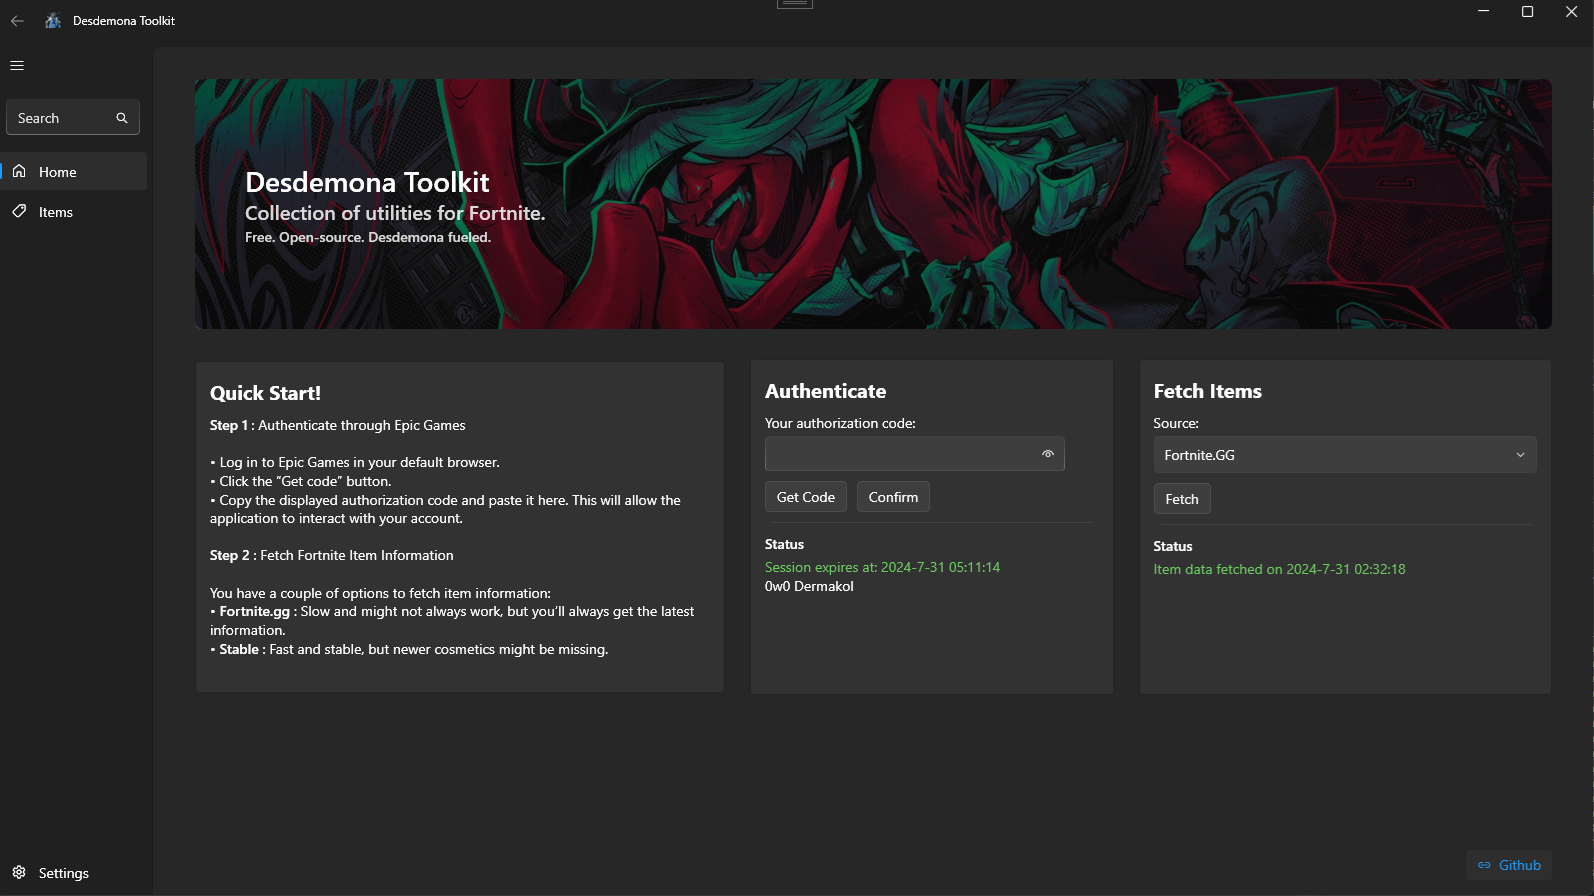 Desdemona Toolkit
Search
Home
Items
Settings
Desdemona Toolkit
Collection of utilities for Fortnite.
Free. Open-source. Desdemona fueled.
Quick Start!
Step 1 : Authenticate through Epic Games
• Log in to Epic Games in your default browser.
• Click the "Get code" button.
• Copy the displayed authorization code and paste it here. This will allow the
application to interact with your account.
Step 2 : Fetch Fortnite Item Information
You have a couple of options to fetch item information:
• Fortnite.gg : Slow and might not always work, but you'll always get the latest
information.
• Stable : Fast and stable, but newer cosmetics might be missing.
Authenticate
Your authorization code:
Get Code
Confirm
Status
Session expires at: 2024-7-31 05:11:14
0w0 Dermakol
Fetch Items
Source:
Fortnite.GG
Fetch
Status
Item data fetched on 2024-7-31 02:32:18
Github